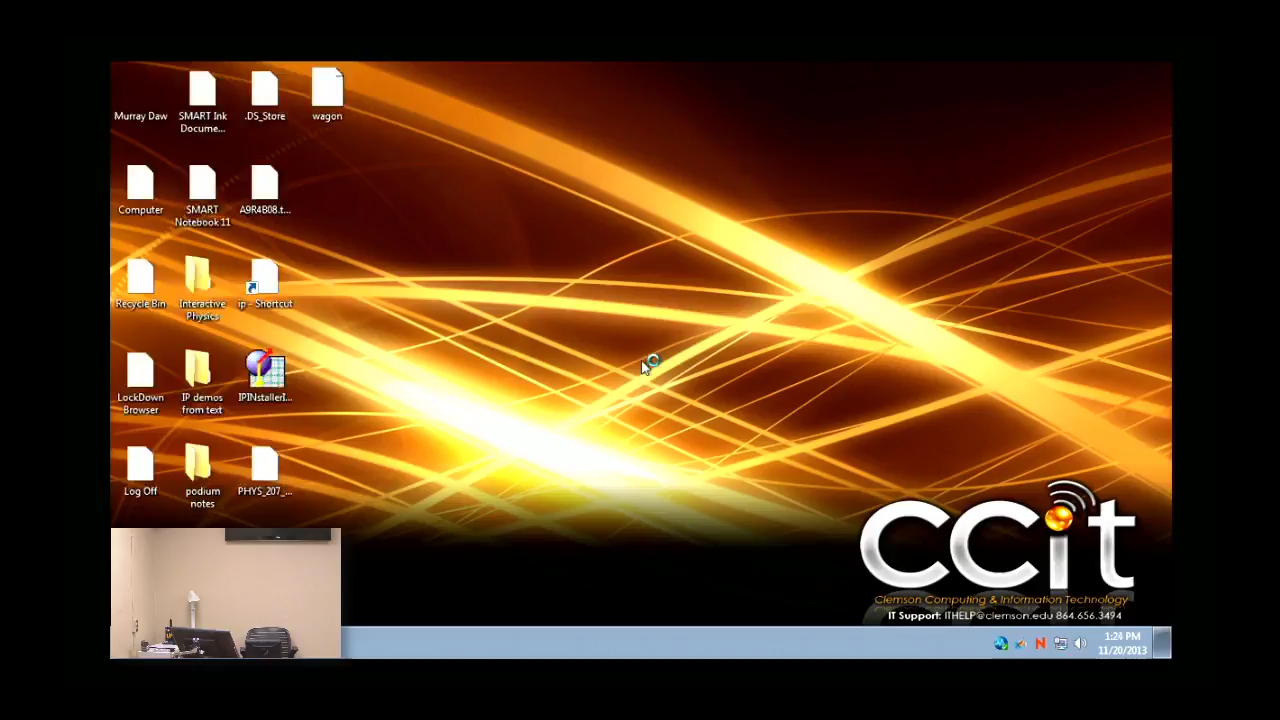 Murray Daw
SMART Ink
Docume...
.DS_Store
wagon
Computer
SMART
Notebook 11
A9R4B08.t...
Recycle Bin
Interactive
Physics
ip - Shortcut
LockDown
Browser
IP demos
from text
IPINstallerI...
Log Off
podium
notes
PHYS_207_...
ccit
Clemson Computing & Information Technology
IT Support: ITHELP@clemson.edu 864.656.3494
1:24 PM
11/20/2013